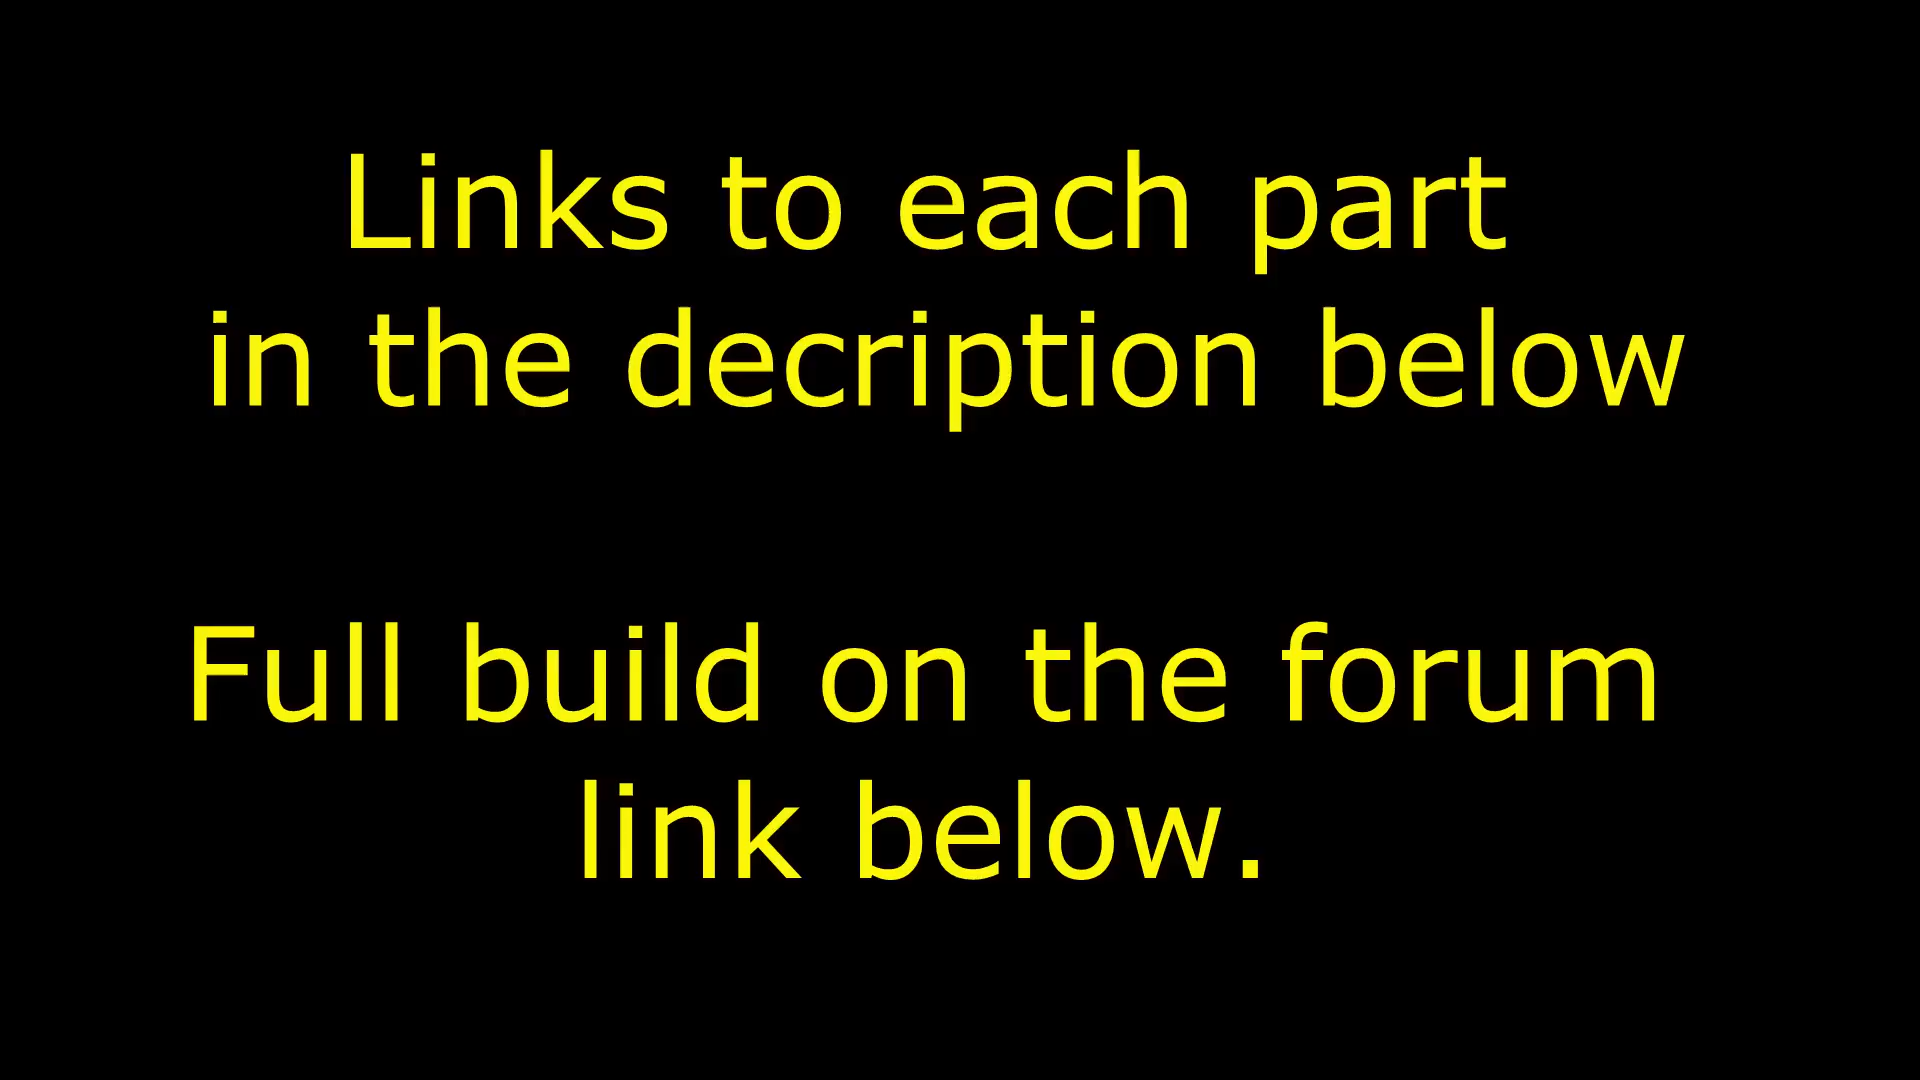 Links to each part
in the decription below
Full build on the forum
link below.